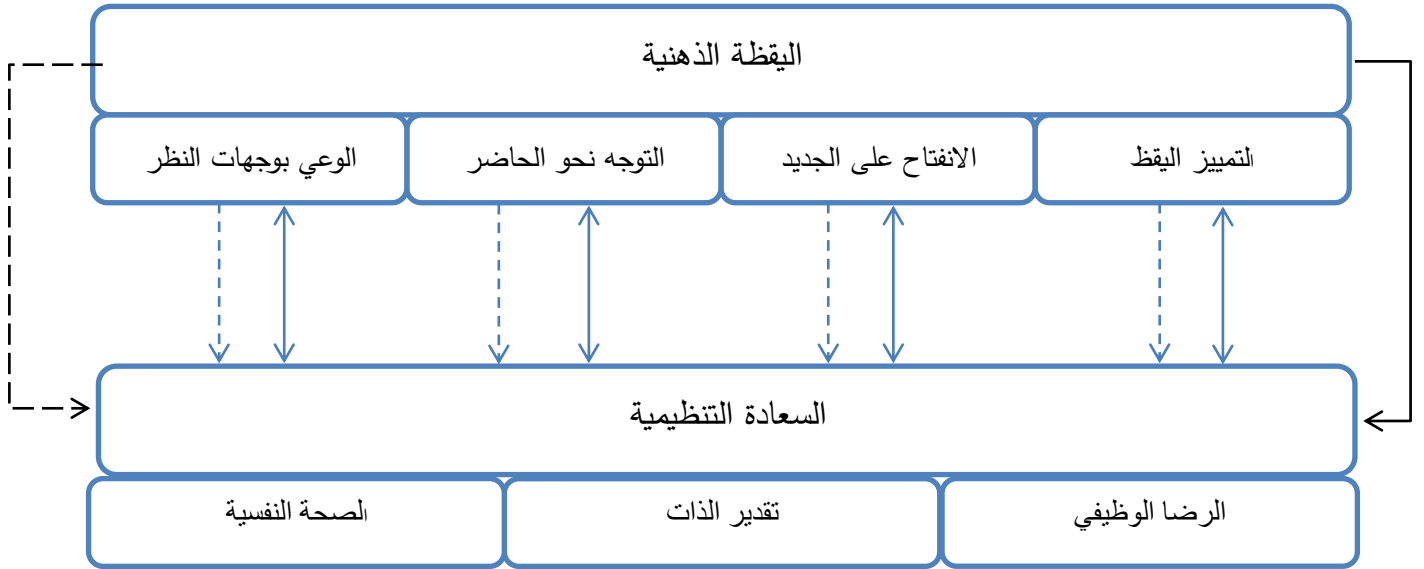 اليقظة الذهنية
التمييز اليقظ
الانفتاح على الجديد
التوجه نحو الحاضر
الوعي بوجهات النظر
السعادة التنظيمية
الرضا الوظيفي
تقدير الذات
الصحة النفسية